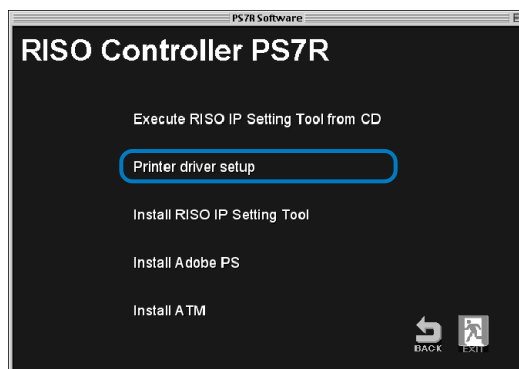 PS7R Software
RISO Controller PS7R
Execute RISO IP Setting Tool from CD
Printer driver setup
Install RISO IP Setting Tool
Install Adobe PS
Install ATM
BACK
EXIT